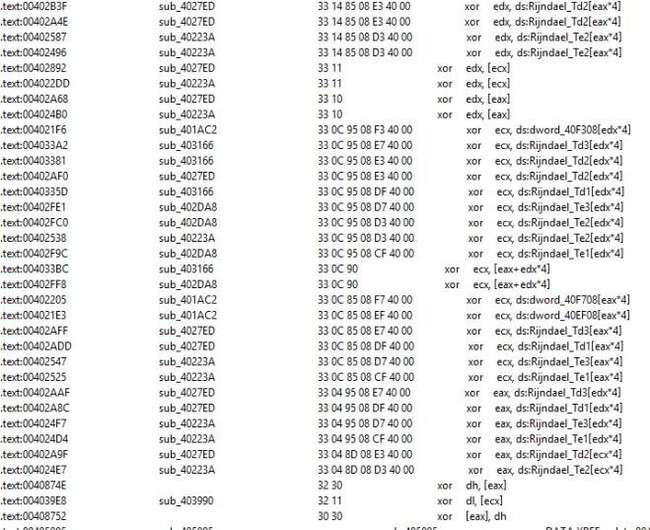 .text:00402B3F sub_4027ED 33 14 85 08 E3 40 00 xor edx, ds:Rijndael_Td2[eax*4]
.text:00402A4E sub_4027ED 33 14 85 08 E3 40 00 xor edx, ds:Rijndael_Td2[eax*4]
.text:00402587 sub_40223A 33 14 85 08 D3 40 00 xor edx, ds:Rijndael_Te2[eax*4]
.text:00402496 sub_40223A 33 14 85 08 D3 40 00 xor edx, ds:Rijndael_Te2[eax*4]
.text:00402892 sub_4027ED 33 11 xor edx, [ecx]
.text:004022DD sub_40223A 33 11 xor edx, [ecx]
.text:00402A68 sub_4027ED 33 10 xor edx, [eax]
.text:004024B0 sub_40223A 33 10 xor edx, [eax]
.text:004021F6 sub_401AC2 33 0C 95 08 F3 40 00 xor ecx, ds:dword_40F308[edx*4]
.text:004033A2 sub_403166 33 0C 95 08 E7 40 00 xor ecx, ds:Rijndael_Td3[edx*4]
.text:00403381 sub_403166 33 0C 95 08 E3 40 00 xor ecx, ds:Rijndael_Td2[edx*4]
.text:00402AF0 sub_4027ED 33 0C 95 08 E3 40 00 xor ecx, ds:Rijndael_Td2[edx*4]
.text:0040335D sub_403166 33 0C 95 08 DF 40 00 xor ecx, ds:Rijndael_Td1[edx*4]
.text:00402FE1 sub_402DA8 33 0C 95 08 D7 40 00 xor ecx, ds:Rijndael_Te3[edx*4]
.text:00402FC0 sub_402DA8 33 0C 95 08 D3 40 00 xor ecx, ds:Rijndael_Te2[edx*4]
.text:00402538 sub_40223A 33 0C 95 08 D3 40 00 xor ecx, ds:Rijndael_Te2[edx*4]
.text:00402F9C sub_402DA8 33 0C 95 08 CF 40 00 xor ecx, ds:Rijndael_Te1[edx*4]
.text:004033BC sub_403166 33 0C 90 xor ecx, [eax+edx*4]
.text:00402FF8 sub_402DA8 33 0C 90 xor ecx, [eax+edx*4]
.text:00402205 sub_401AC2 33 0C 85 08 F7 40 00 xor ecx, ds:dword_40F708[eax*4]
.text:004021E3 sub_401AC2 33 0C 85 08 EF 40 00 xor ecx, ds:dword_40EF08[eax*4]
.text:00402AFF sub_4027ED 33 0C 85 08 E7 40 00 xor ecx, ds:Rijndael_Td3[eax*4]
.text:00402ADD sub_4027ED 33 0C 85 08 DF 40 00 xor ecx, ds:Rijndael_Td1[eax*4]
.text:00402547 sub_40223A 33 0C 85 08 D7 40 00 xor ecx, ds:Rijndael_Te3[eax*4]
.text:00402525 sub_40223A 33 0C 85 08 CF 40 00 xor ecx, ds:Rijndael_Te1[eax*4]
.text:00402AAF sub_4027ED 33 04 95 08 E7 40 00 xor eax, ds:Rijndael_Td3[edx*4]
.text:00402A8C sub_4027ED 33 04 95 08 DF 40 00 xor eax, ds:Rijndael_Td1[edx*4]
.text:004024F7 sub_40223A 33 04 95 08 D7 40 00 xor eax, ds:Rijndael_Te3[edx*4]
.text:004024D4 sub_40223A 33 04 95 08 CF 40 00 xor eax, ds:Rijndael_Te1[edx*4]
.text:00402A9F sub_4027ED 33 04 8D 08 E3 40 00 xor eax, ds:Rijndael_Td2[ecx*4]
.text:004024E7 sub_40223A 33 04 8D 08 D3 40 00 xor eax, ds:Rijndael_Te2[ecx*4]
.text:0040874E 32 30 xor dh, [eax]
.text:004039E8 sub_403990 32 11 xor dl, [ecx]
.text:00408752 30 30 xor [eax], dh